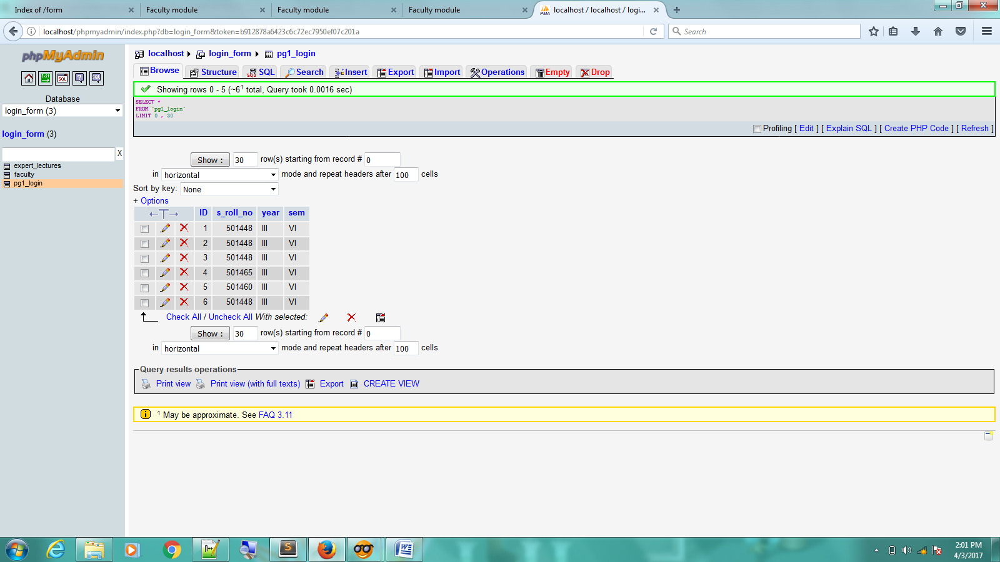 Index of /form
Faculty module
Faculty module
Faculty module
localhost / localhost / logi...
localhost/phpmyadmin/index.php?db=login_form&token=b912878a6423c6c72ec7950ef07c201a
Search
phpMyAdmin
Database
login_form (3)
login_form (3)
X
expert_lectures
faculty
pg1_login
localhost login_form pg1_login
Browse Structure SQL Search Insert Export Import Operations Empty Drop
Showing rows 0 - 5 (~6¹ total, Query took 0.0016 sec)
SELECT *
FROM `pg1_login`
LIMIT 0 , 30
Profiling [ Edit ] [ Explain SQL ] [ Create PHP Code ] [ Refresh ]
Show : 30 row(s) starting from record # 0
in horizontal mode and repeat headers after 100 cells
Sort by key: None
+ Options
←T→ ID s_roll_no year sem
1 501448 III VI
2 501448 III VI
3 501448 III VI
4 501465 III VI
5 501460 III VI
6 501448 III VI
Check All / Uncheck All With selected:
Show : 30 row(s) starting from record # 0
in horizontal mode and repeat headers after 100 cells
Query results operations
Print view Print view (with full texts) Export CREATE VIEW
¹ May be approximate. See FAQ 3.11
2:01 PM
4/3/2017